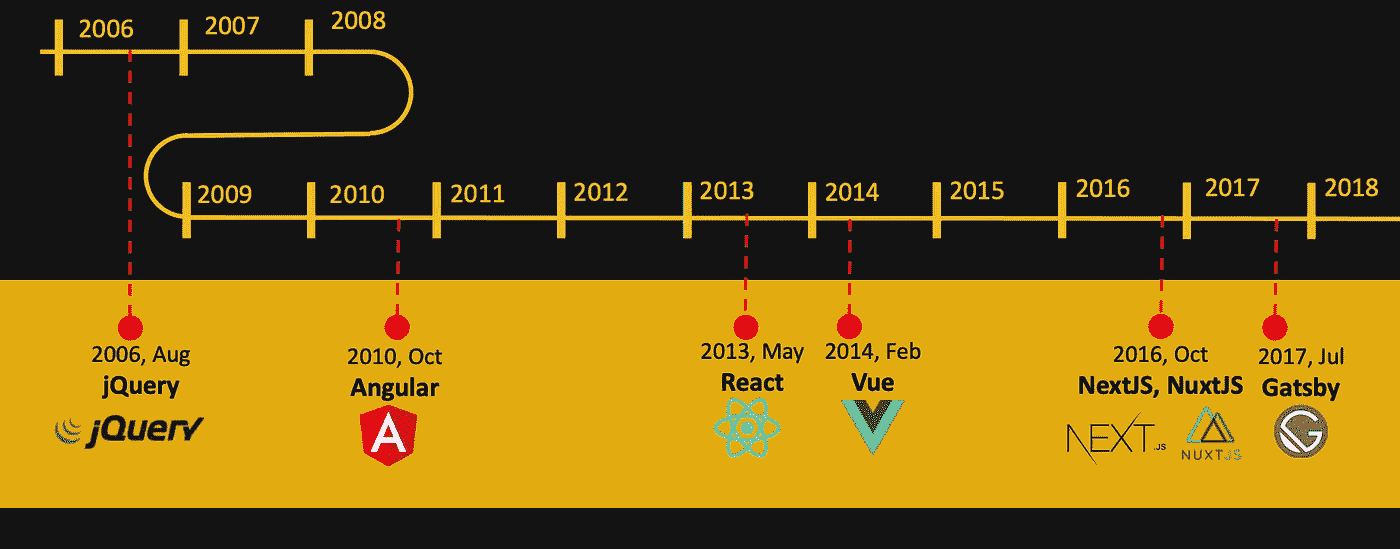 2006 2007 2008
2009 2010 2011 2012 2013 2014 2015 2016 2017 2018
2006, Aug
jQuery
jQuery
2010, Oct
Angular
A
2013, May
React
2014, Feb
Vue
2016, Oct
NextJS, NuxtJS
NEXT.JS
NUXTJS
2017, Jul
Gatsby
G